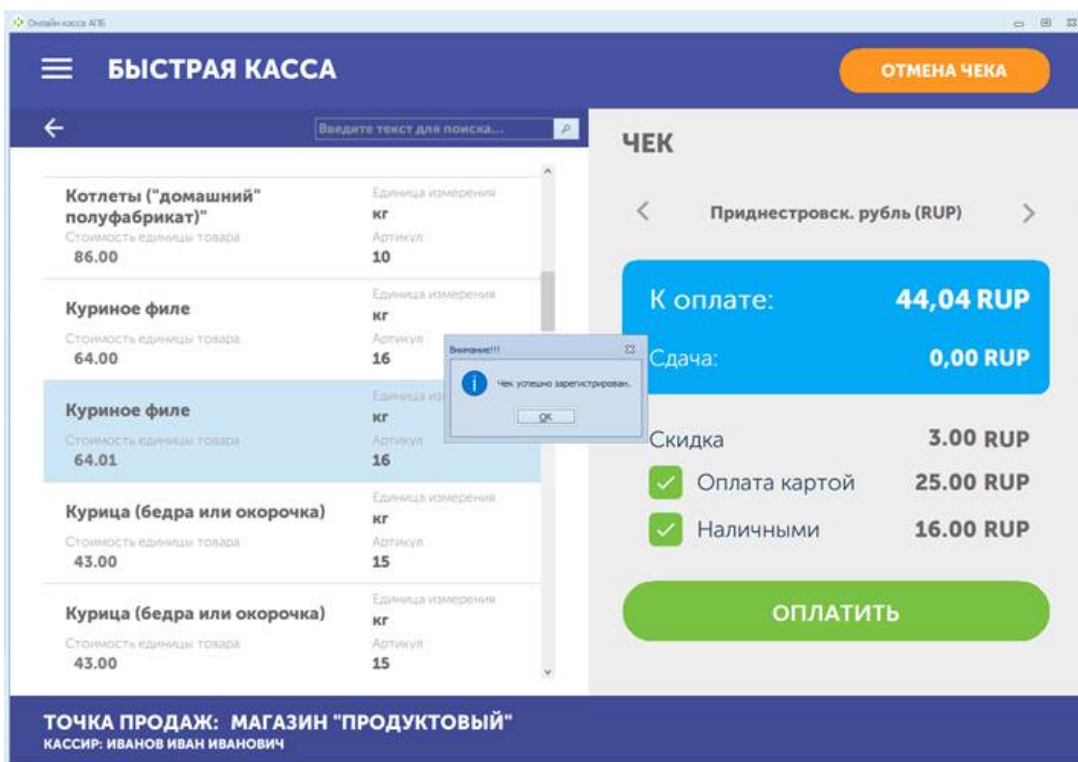 Онлайн касса АПБ
БЫСТРАЯ КАССА
ОТМЕНА ЧЕКА
Введите текст для поиска...
Котлеты ("домашний"
полуфабрикат)"
Единица измерения
кг
Стоимость единицы товара
Артикул
86.00
10
Куриное филе
Единица измерения
кг
Стоимость единицы товара
Артикул
64.00
16
Куриное филе
Единица из
кг
Стоимость единицы товара
Артикул
64.01
16
Курица (бедра или окорочка)
Единица измерения
кг
Стоимость единицы товара
Артикул
43.00
15
Курица (бедра или окорочка)
Единица измерения
кг
Стоимость единицы товара
Артикул
43.00
15
Внимание!!!
Чек успешно зарегистрирован.
OK
ЧЕК
Приднестровск. рубль (RUP)
К оплате: 44,04 RUP
Сдача: 0,00 RUP
Скидка 3.00 RUP
Оплата картой 25.00 RUP
Наличными 16.00 RUP
ОПЛАТИТЬ
ТОЧКА ПРОДАЖ: МАГАЗИН "ПРОДУКТОВЫЙ"
КАССИР: ИВАНОВ ИВАН ИВАНОВИЧ